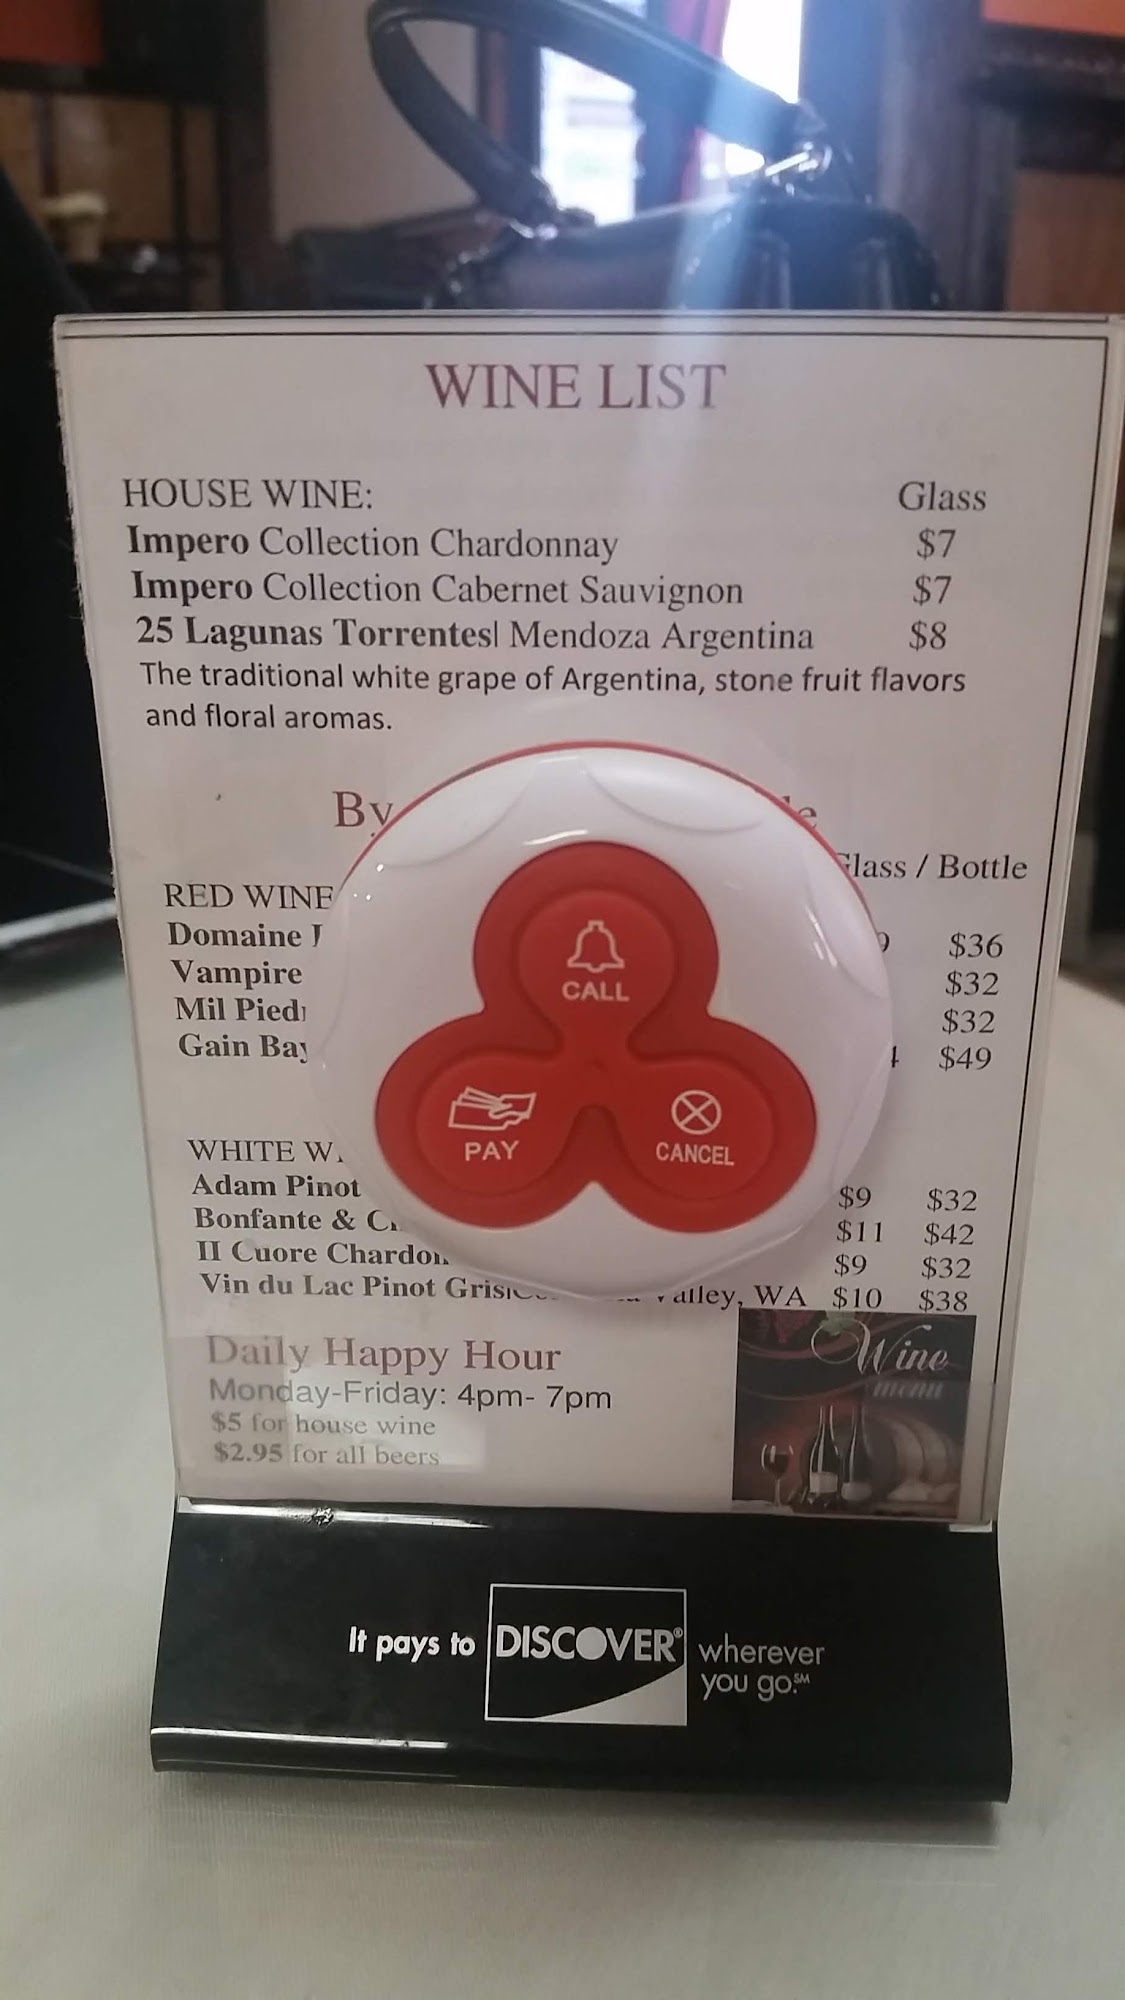 WINE LIST
HOUSE WINE: Glass
Impero Collection Chardonnay $7
Impero Collection Cabernet Sauvignon $7
25 Lagunas Torrentes| Mendoza Argentina $8
The traditional white grape of Argentina, stone fruit flavors
and floral aromas.
By
/ Bottle
RED WINE
Domaine $36
Vampire $32
Mil $32
Gain $49
WHITE
Adam Pinot $9 $32
Bonfante & $11 $42
II Cuore $9 $32
Vin du Lac Pinot WA $10 $38
CALL
PAY
CANCEL
Daily Happy Hour
Monday-Friday: 4pm- 7pm
$5 for house wine
$2.95 for all beers
Wine
menu
It pays to DISCOVER® wherever
you go.SM